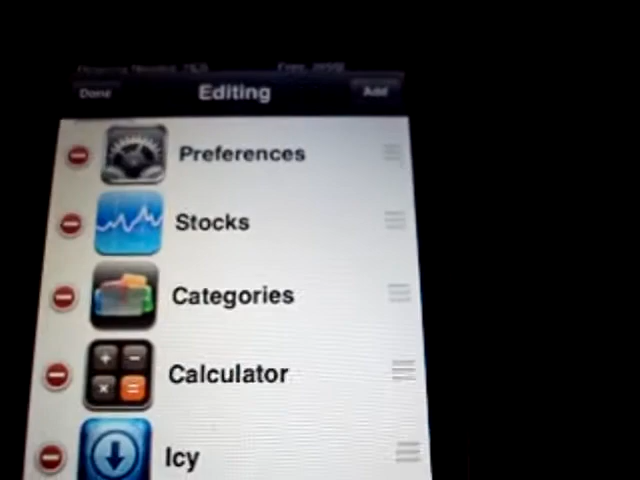 Done Editing Add
Preferences
Stocks
Categories
Calculator
Icy